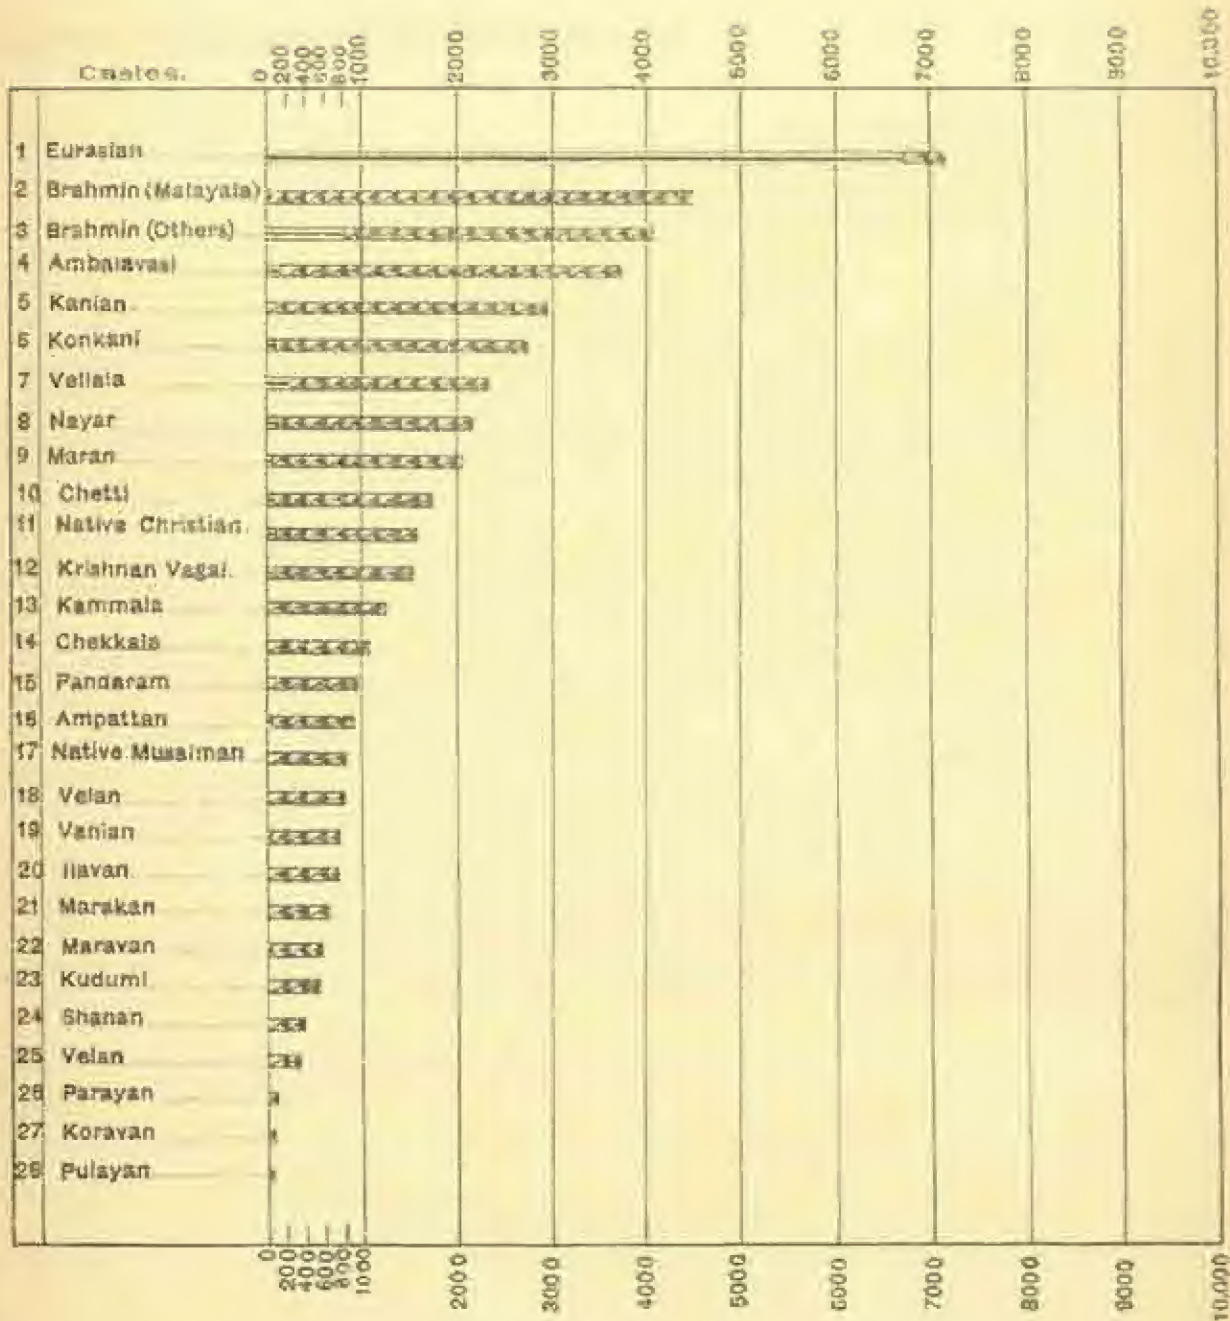 Castes. 0 200 400 600 800 1000 2000 3000 4000 5000 6000 7000 8000 9000 10,000
1 Eurasian
2 Brahmin (Malayala)
3 Brahmin (Others)
4 Ambalavasi
5 Kanian
6 Konkani
7 Vellala
8 Nayar
9 Maran
10 Chetti
11 Native Christian.
12 Krishnan Vagai.
13 Kammala
14 Chekkala
15 Pandaram
16 Ampattan
17 Native Musalman
18 Velan
19 Vanian
20 Ilavan
21 Marakan
22 Maravan
23 Kudumi
24 Shanan
25 Velan
26 Parayan
27 Koravan
28 Pulayan
0 200 400 600 800 1000 2000 3000 4000 5000 6000 7000 8000 9000 10,000